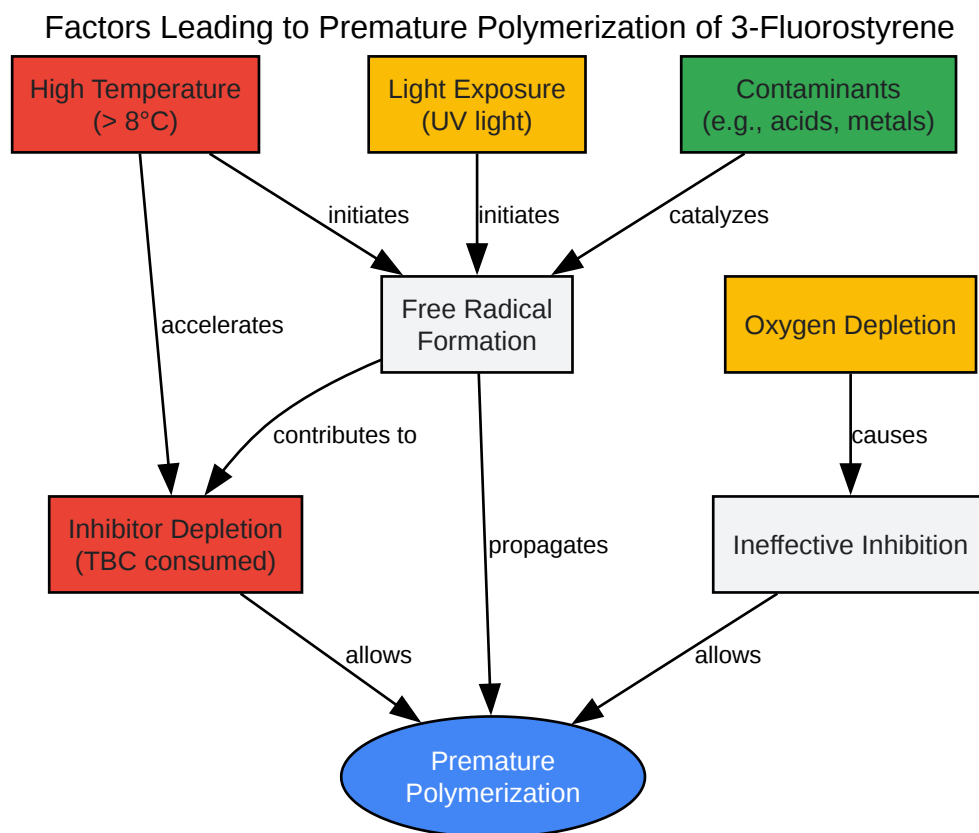 Factors Leading to Premature Polymerization of 3-Fluorostyrene
High Temperature
(> 8°C)
Light Exposure
(UV light)
Contaminants
(e.g., acids, metals)
initiates
initiates
catalyzes
accelerates
Free Radical
Formation
Oxygen Depletion
contributes to
causes
Inhibitor Depletion
(TBC consumed)
propagates
Ineffective Inhibition
allows
allows
Premature
Polymerization